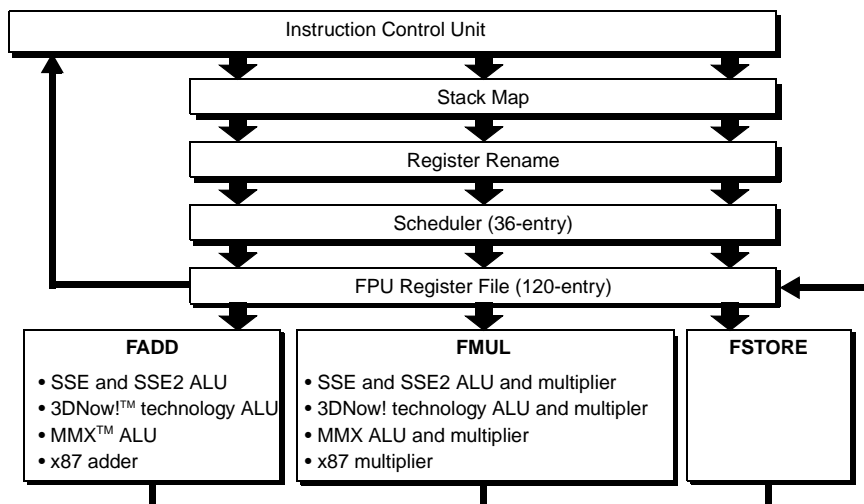 Instruction Control Unit
Stack Map
Register Rename
Scheduler (36-entry)
FPU Register File (120-entry)
FADD
• SSE and SSE2 ALU
• 3DNow!™ technology ALU
• MMX™ ALU
• x87 adder
FMUL
• SSE and SSE2 ALU and multiplier
• 3DNow! technology ALU and multipler
• MMX ALU and multiplier
• x87 multiplier
FSTORE